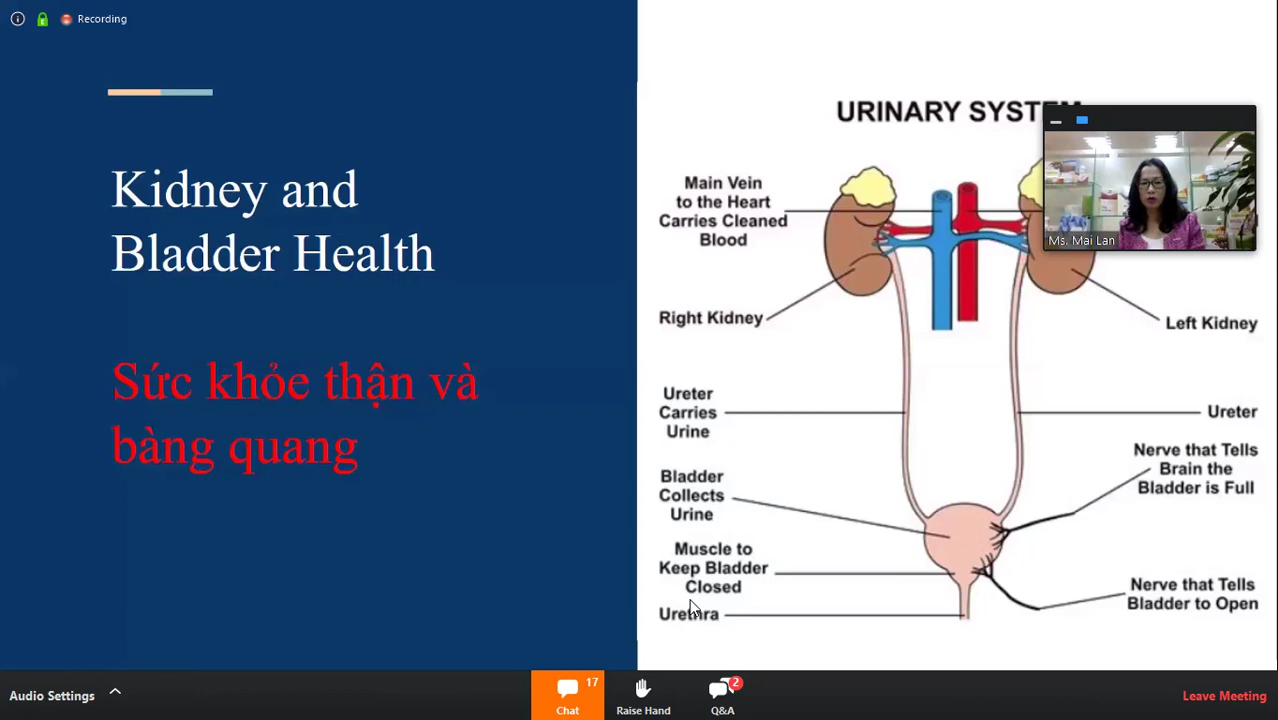 Recording
Kidney and
Bladder Health
Sức khỏe thận và
bàng quang
URINARY SYSTEM
Main Vein
to the Heart
Carries Cleaned
Blood
Ms. Mai Lan
Right Kidney
Left Kidney
Ureter
Carries
Urine
Ureter
Nerve that Tells
Brain the
Bladder is Full
Bladder
Collects
Urine
Muscle to
Keep Bladder
Closed
Nerve that Tells
Bladder to Open
Urethra
Audio Settings
17
Chat
Raise Hand
2
Q&A
Leave Meeting